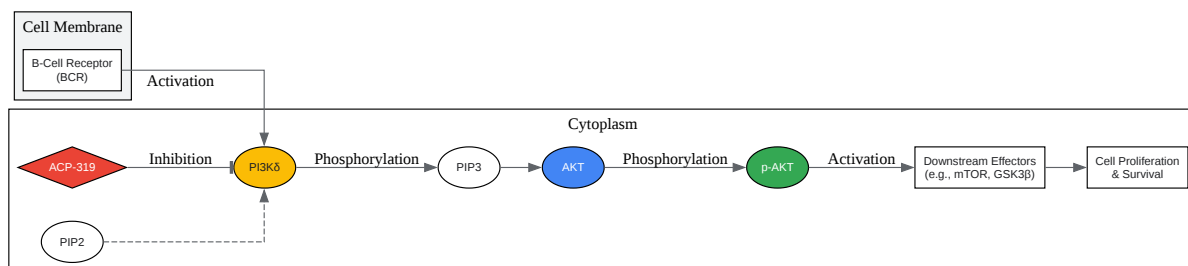 Cell Membrane
B-Cell Receptor
(BCR)
Activation
Cytoplasm
ACP-319
Inhibition
PI3Kδ
Phosphorylation
PIP3
AKT
Phosphorylation
p-AKT
Activation
Downstream Effectors
(e.g., mTOR, GSK3β)
Cell Proliferation
& Survival
PIP2